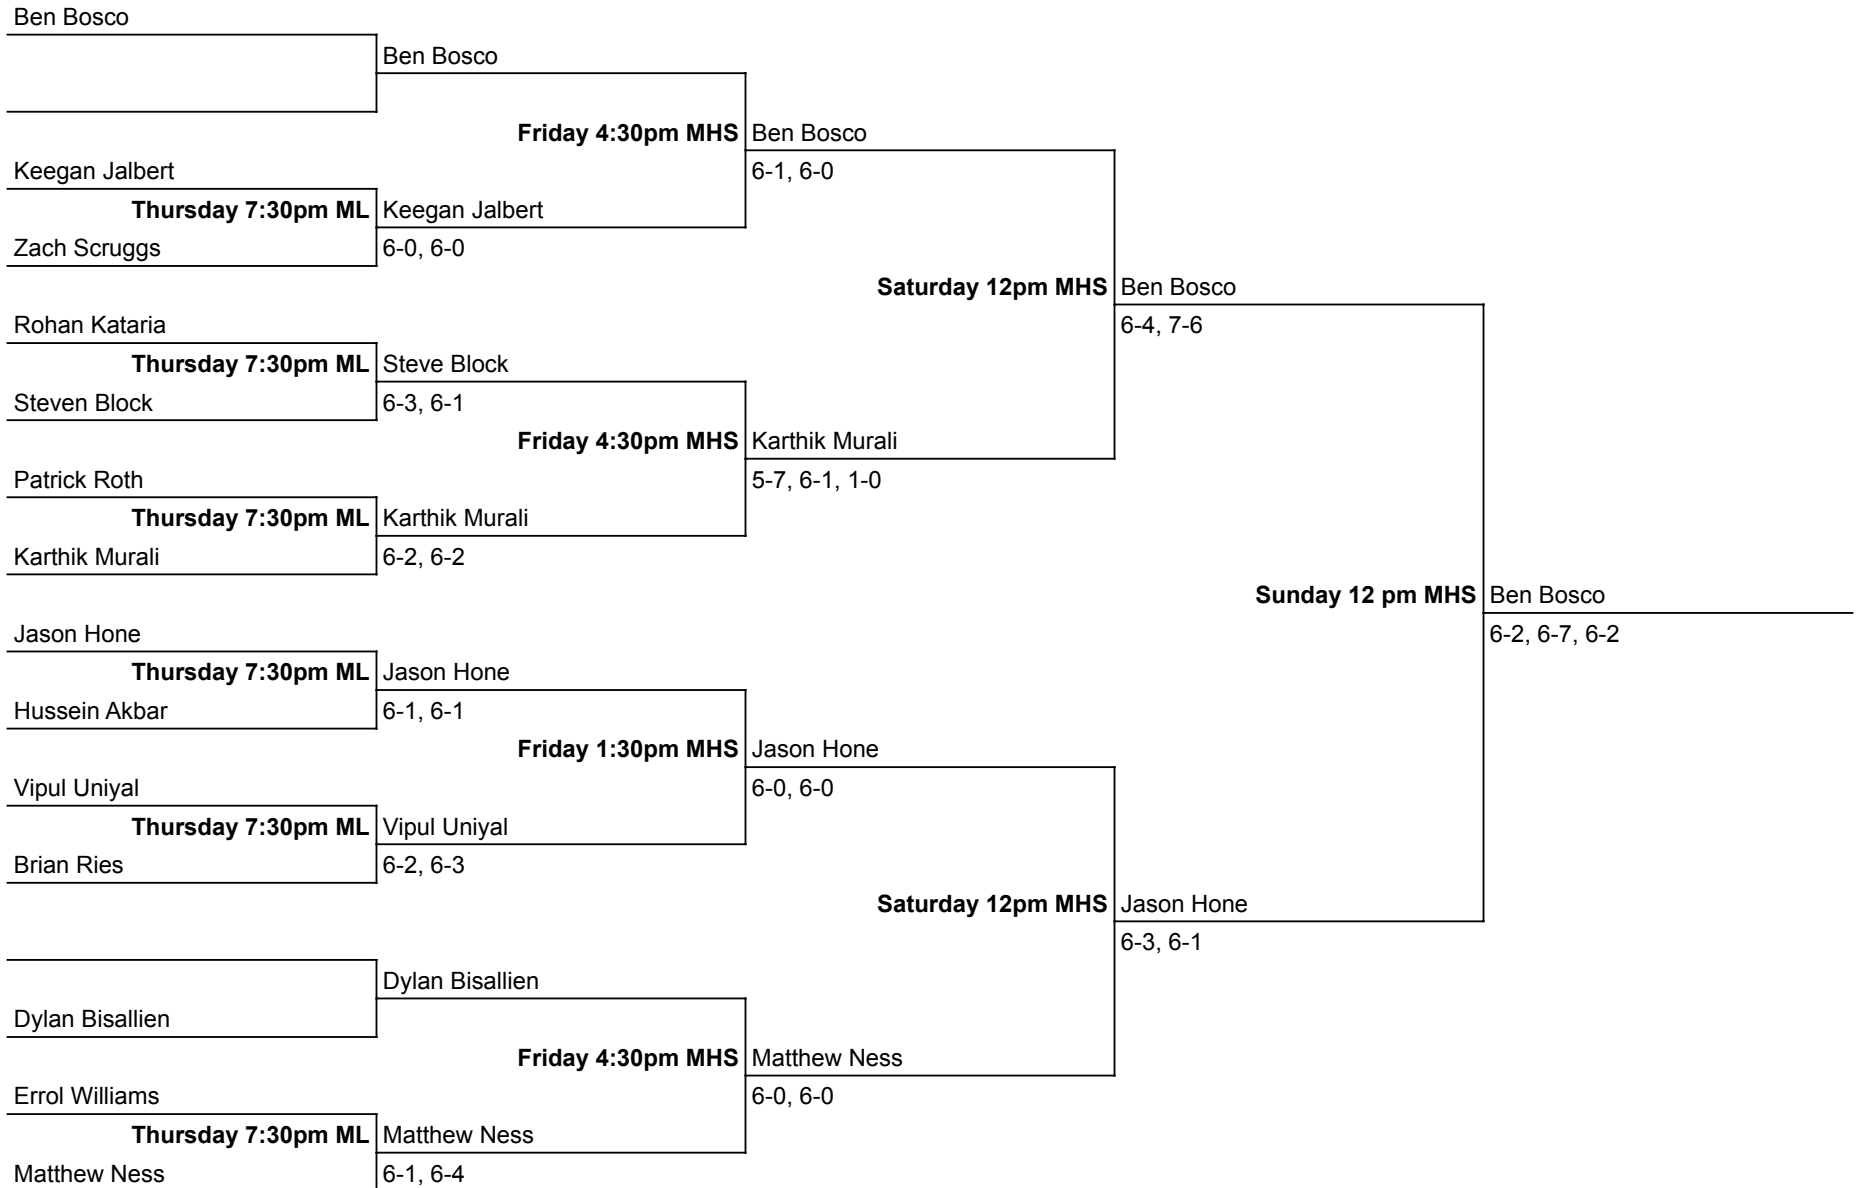 Ben Bosco
Ben Bosco
Friday 4:30pm MHS Ben Bosco
Keegan Jalbert
6-1, 6-0
Thursday 7:30pm ML Keegan Jalbert
Zach Scruggs
6-0, 6-0
Saturday 12pm MHS Ben Bosco
Rohan Kataria
6-4, 7-6
Thursday 7:30pm ML Steve Block
Steven Block
6-3, 6-1
Friday 4:30pm MHS Karthik Murali
Patrick Roth
5-7, 6-1, 1-0
Thursday 7:30pm ML Karthik Murali
Karthik Murali
6-2, 6-2
Sunday 12 pm MHS Ben Bosco
Jason Hone
6-2, 6-7, 6-2
Thursday 7:30pm ML Jason Hone
Hussein Akbar
6-1, 6-1
Friday 1:30pm MHS Jason Hone
Vipul Uniyal
6-0, 6-0
Thursday 7:30pm ML Vipul Uniyal
Brian Ries
6-2, 6-3
Saturday 12pm MHS Jason Hone
6-3, 6-1
Dylan Bisallien
Dylan Bisallien
Friday 4:30pm MHS Matthew Ness
Errol Williams
6-0, 6-0
Thursday 7:30pm ML Matthew Ness
Matthew Ness
6-1, 6-4